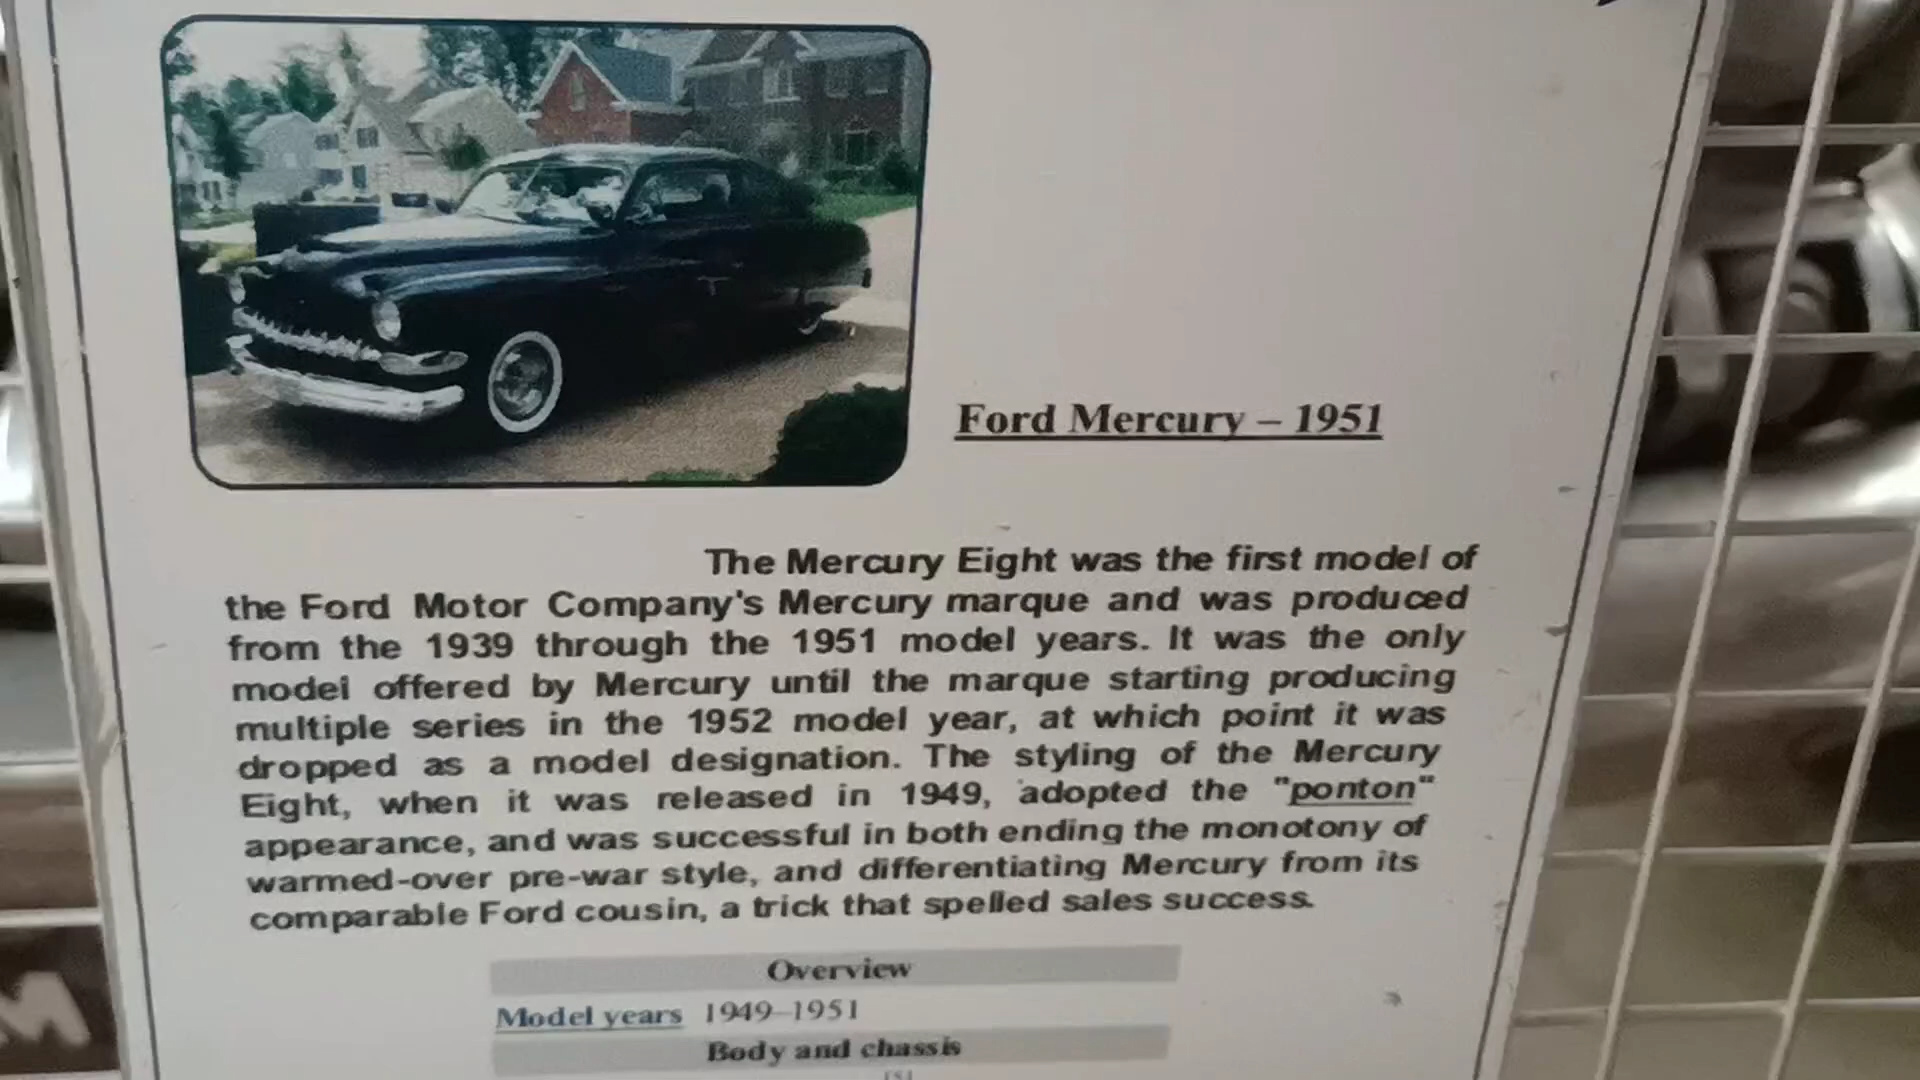 Ford Mercury – 1951
The Mercury Eight was the first model of
the Ford Motor Company's Mercury marque and was produced
from the 1939 through the 1951 model years. It was the only
model offered by Mercury until the marque starting producing
multiple series in the 1952 model year, at which point it was
dropped as a model designation. The styling of the Mercury
Eight, when it was released in 1949, adopted the "ponton"
appearance, and was successful in both ending the monotony of
warmed-over pre-war style, and differentiating Mercury from its
comparable Ford cousin, a trick that spelled sales success.
Overview
Model years 1949–1951
Body and chassis